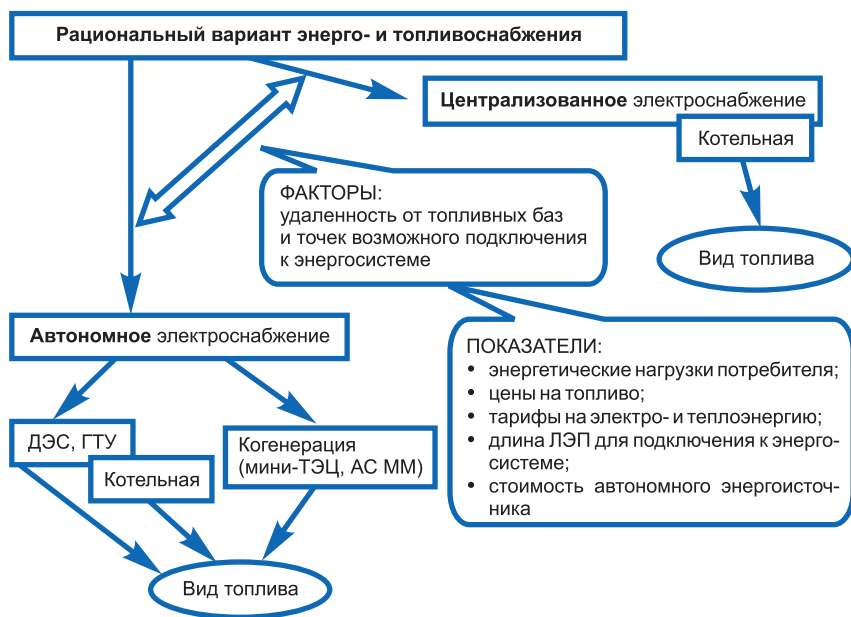 Рациональный вариант энерго- и топливоснабжения
Централизованное электроснабжение
Котельная
Вид топлива
ФАКТОРЫ:
удаленность от топливных баз
и точек возможного подключения
к энергосистеме
Автономное электроснабжение
ПОКАЗАТЕЛИ:
• энергетические нагрузки потребителя;
• цены на топливо;
• тарифы на электро- и теплоэнергию;
• длина ЛЭП для подключения к энерго-
системе;
• стоимость автономного энергоисточ-
ника
ДЭС, ГТУ
Котельная
Когенерация
(мини-ТЭЦ, АС ММ)
Вид топлива